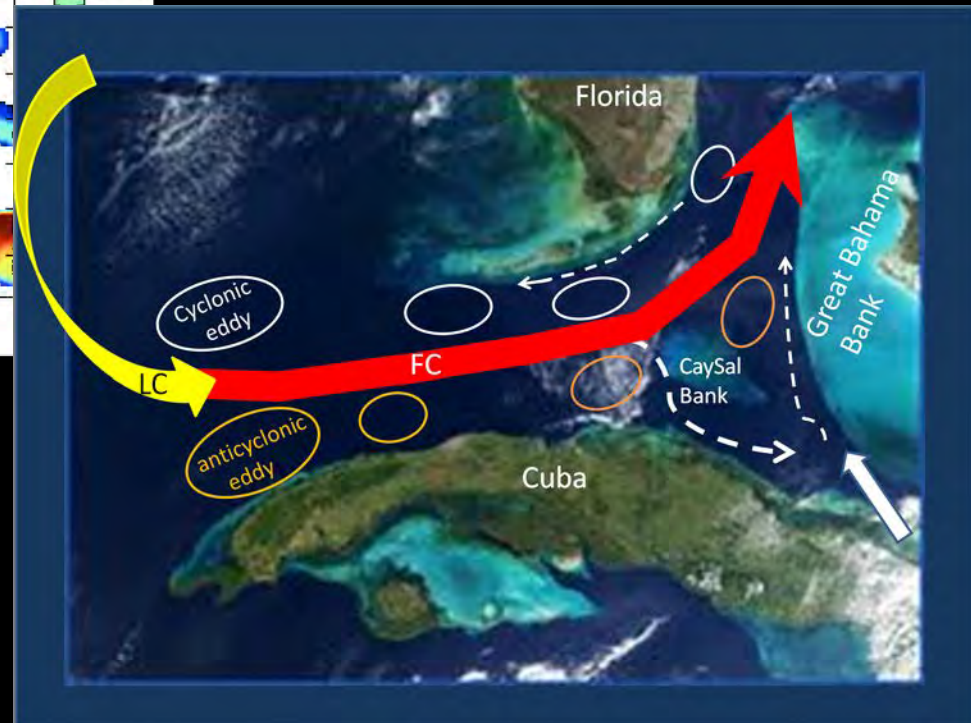 Florida
Great Bahama
Bank
Cyclonic
eddy
FC
LC
CaySal
Bank
anticyclonic
eddy
Cuba